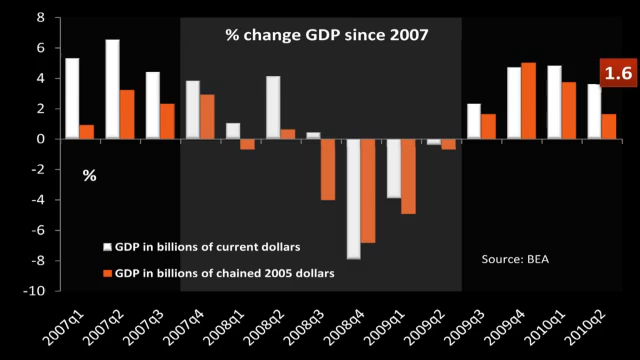 % change GDP since 2007
8
6
4
2
0
-2
-4
-6
-8
-10
%
1.6
GDP in billions of current dollars
GDP in billions of chained 2005 dollars
Source: BEA
2007q1
2007q2
2007q3
2007q4
2008q1
2008q2
2008q3
2008q4
2009q1
2009q2
2009q3
2009q4
2010q1
2010q2